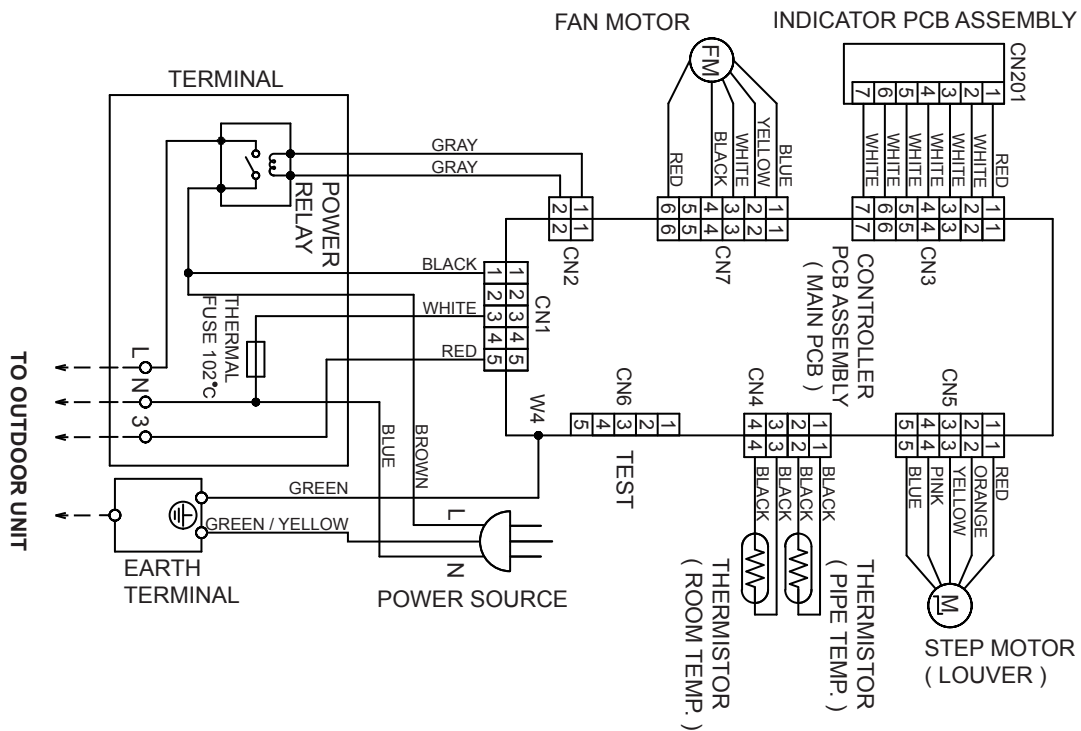 FAN MOTOR
INDICATOR PCB ASSEMBLY
TERMINAL
FM
CN201
7 6 5 4 3 2 1
GRAY
GRAY
RED
BLACK
WHITE
YELLOW
BLUE
WHITE
WHITE
WHITE
WHITE
WHITE
WHITE
RED
POWER
RELAY
2 1
2 1
CN2
6 5 4 3 2 1
6 5 4 3 2 1
CN7
7 6 5 4 3 2 1
7 6 5 4 3 2 1
CN3
CONTROLLER
PCB ASSEMBLY
( MAIN PCB )
BLACK
WHITE
RED
1 1
2 2
3 3
4 4
5 5
CN1
THERMAL
FUSE 102°C
L
N
3
TO OUTDOOR UNIT
BLUE
BROWN
W4
CN6
5 4 3 2 1
TEST
CN4
4 3 2 1
4 3 2 1
BLACK
BLACK
BLACK
BLACK
CN5
5 4 3 2 1
5 4 3 2 1
BLUE
PINK
YELLOW
ORANGE
RED
GREEN
GREEN / YELLOW
EARTH
TERMINAL
L
N
POWER SOURCE
THERMISTOR
( ROOM TEMP. )
THERMISTOR
( PIPE TEMP. )
M
STEP MOTOR
( LOUVER )